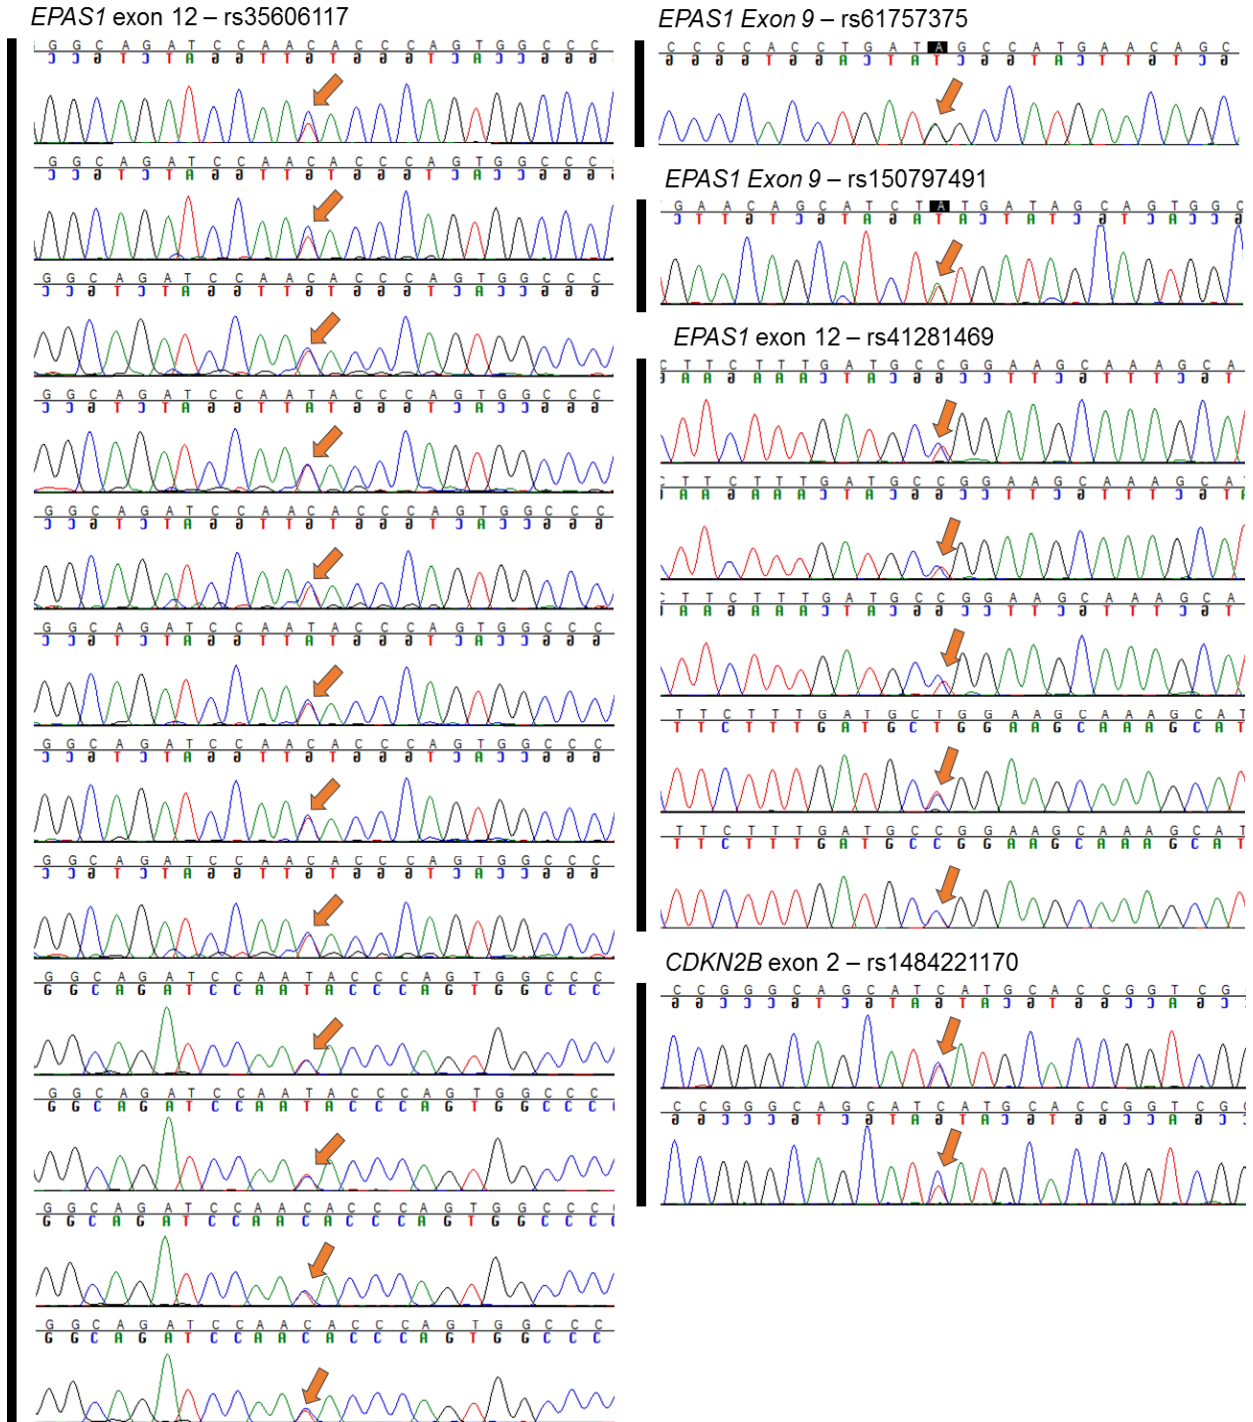 EPAS1 exon 12 – rs35606117
G G C A G A T C C A A C A C C C A G T G G C C C
C C G T C T A G G T T G T G G G T C A C C G G G
G G C A G A T C C A A C A C C C A G T G G C C C
C C G T C T A G G T T G T G G G T C A C C G G G
G G C A G A T C C A A C A C C C A G T G G C C C
C C G T C T A G G T T G T G G G T C A C C G G G
G G C A G A T C C A A T A C C C A G T G G C C C
C C G T C T A G G T T A T G G G T C A C C G G G
G G C A G A T C C A A C A C C C A G T G G C C C
C C G T C T A G G T T G T G G G T C A C C G G G
G G C A G A T C C A A T A C C C A G T G G C C C
C C G T C T A G G T T A T G G G T C A C C G G G
G G C A G A T C C A A C A C C C A G T G G C C C
C C G T C T A G G T T G T G G G T C A C C G G G
G G C A G A T C C A A C A C C C A G T G G C C C
C C G T C T A G G T T G T G G G T C A C C G G G
G G C A G A T C C A A T A C C C A G T G G C C C
G G C A G A T C C A A T A C C C A G T G G C C C
G G C A G A T C C A A T A C C C A G T G G C C C
G G C A G A T C C A A T A C C C A G T G G C C C
G G C A G A T C C A A C A C C C A G T G G C C C
G G C A G A T C C A A C A C C C A G T G G C C C
G G C A G A T C C A A C A C C C A G T G G C C C
G G C A G A T C C A A C A C C C A G T G G C C C
EPAS1 Exon 9 – rs61757375
C C C C A C C T G A T A G C C A T G A A C A G C
G G G G T G G A C T A T C G G T A C T T G T C G
EPAS1 Exon 9 – rs150797491
G A A C A G C A T C T A T G A T A G C A G T G G C
C T T G T C G T A G A T A C T A T C G T C A C C G
EPAS1 exon 12 – rs41281469
C T T C T T T G A T G C C G G A A G C A A A G C A
G A A G A A A C T A C G G C C T T C G T T T C G T
C T T C T T T G A T G C C G G A A G C A A A G C A
G A A G A A A C T A C G G C C T T C G T T T C G T
C T T C T T T G A T G C C G G A A G C A A A G C A
G A A G A A A C T A C G G C C T T C G T T T C G T
T T C T T T G A T G C T G G A A G C A A A G C A T
T T C T T T G A T G C T G G A A G C A A A G C A T
T T C T T T G A T G C C G G A A G C A A A G C A T
T T C T T T G A T G C C G G A A G C A A A G C A T
CDKN2B exon 2 – rs1484221170
C C G G G C A G C A T C A T G C A C C G G T C G
G G C C C G T C G T A G T A C G T G G C C A G C
C C G G G C A G C A T C A T G C A C C G G T C G
G G C C C G T C G T A G T A C G T G G C C A G C